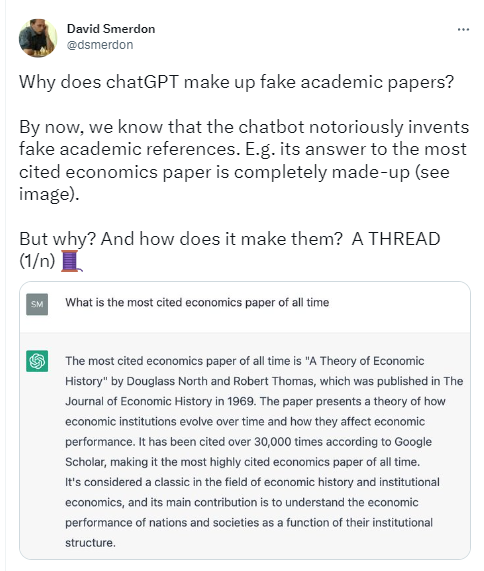 David Smerdon
@dsmerdon
Why does chatGPT make up fake academic papers?
By now, we know that the chatbot notoriously invents
fake academic references. E.g. its answer to the most
cited economics paper is completely made-up (see
image).
But why? And how does it make them? A THREAD
(1/n) 🧵
SM
What is the most cited economics paper of all time
The most cited economics paper of all time is "A Theory of Economic
History" by Douglass North and Robert Thomas, which was published in The
Journal of Economic History in 1969. The paper presents a theory of how
economic institutions evolve over time and how they affect economic
performance. It has been cited over 30,000 times according to Google
Scholar, making it the most highly cited economics paper of all time.
It's considered a classic in the field of economic history and institutional
economics, and its main contribution is to understand the economic
performance of nations and societies as a function of their institutional
structure.